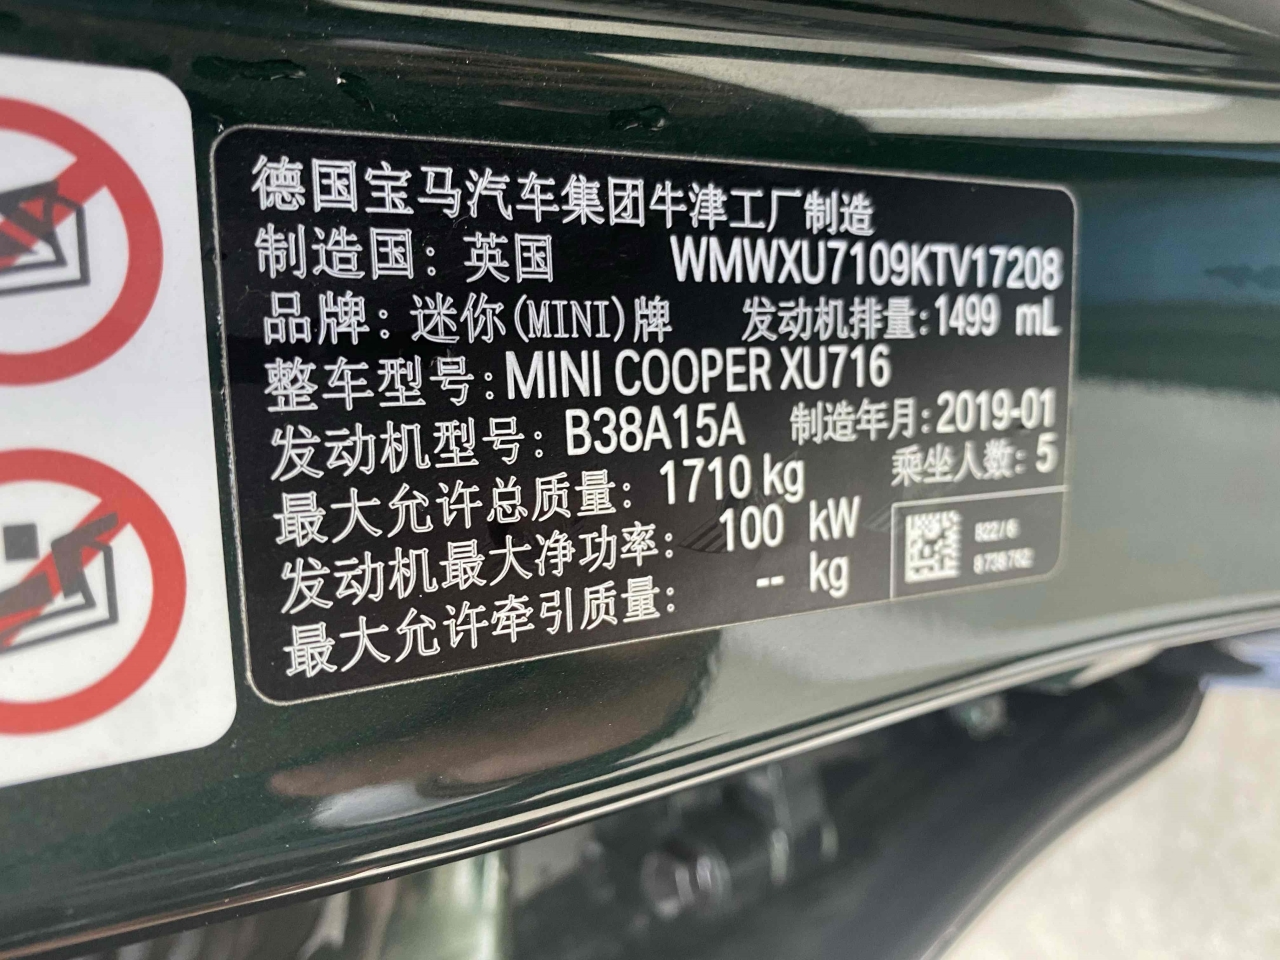 德国宝马汽车集团牛津工厂制造
制造国：英国 WMWXU7109KTV17208
品牌：迷你(MINI)牌 发动机排量：1499 mL
整车型号：MINI COOPER XU716
发动机型号：B38A15A 制造年月：2019-01
最大允许总质量：1710 kg 乘坐人数：5
发动机最大净功率：100 kW
最大允许牵引质量：-- kg
822/6
8738762